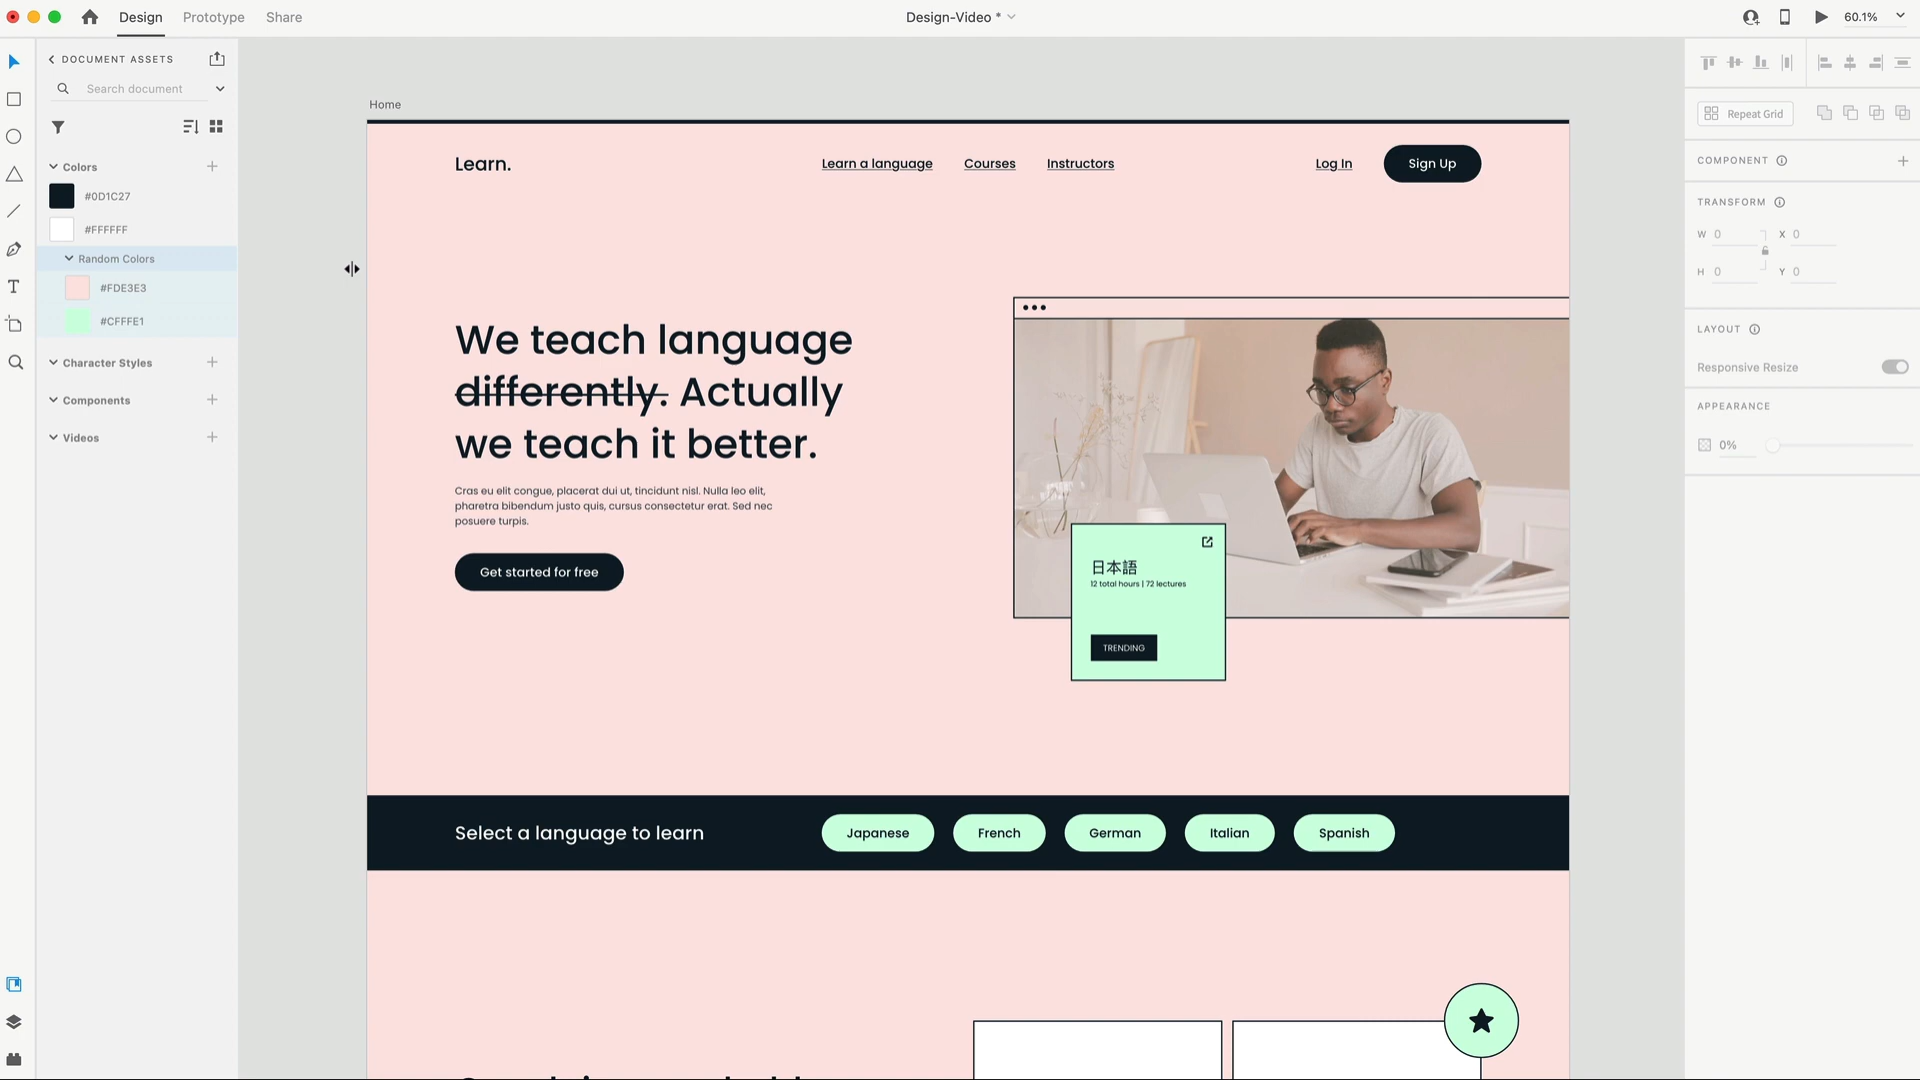 Design
Prototype
Share
Design-Video *
60.1%
DOCUMENT ASSETS
Search document
Colors
#0D1C27
#FFFFFF
Random Colors
#FDE3E3
#CFFFE1
Character Styles
Components
Videos
Home
Learn.
Learn a language
Courses
Instructors
Log In
Sign Up
We teach language
differently. Actually
we teach it better.
Cras eu elit congue, placerat dui ut, tincidunt nisl. Nulla leo elit,
pharetra bibendum justo quis, cursus consectetur erat. Sed nec
posuere turpis.
Get started for free
日本語
12 total hours | 72 lectures
TRENDING
Select a language to learn
Japanese
French
German
Italian
Spanish
Repeat Grid
COMPONENT
TRANSFORM
W 0
X 0
H 0
Y 0
LAYOUT
Responsive Resize
APPEARANCE
0%